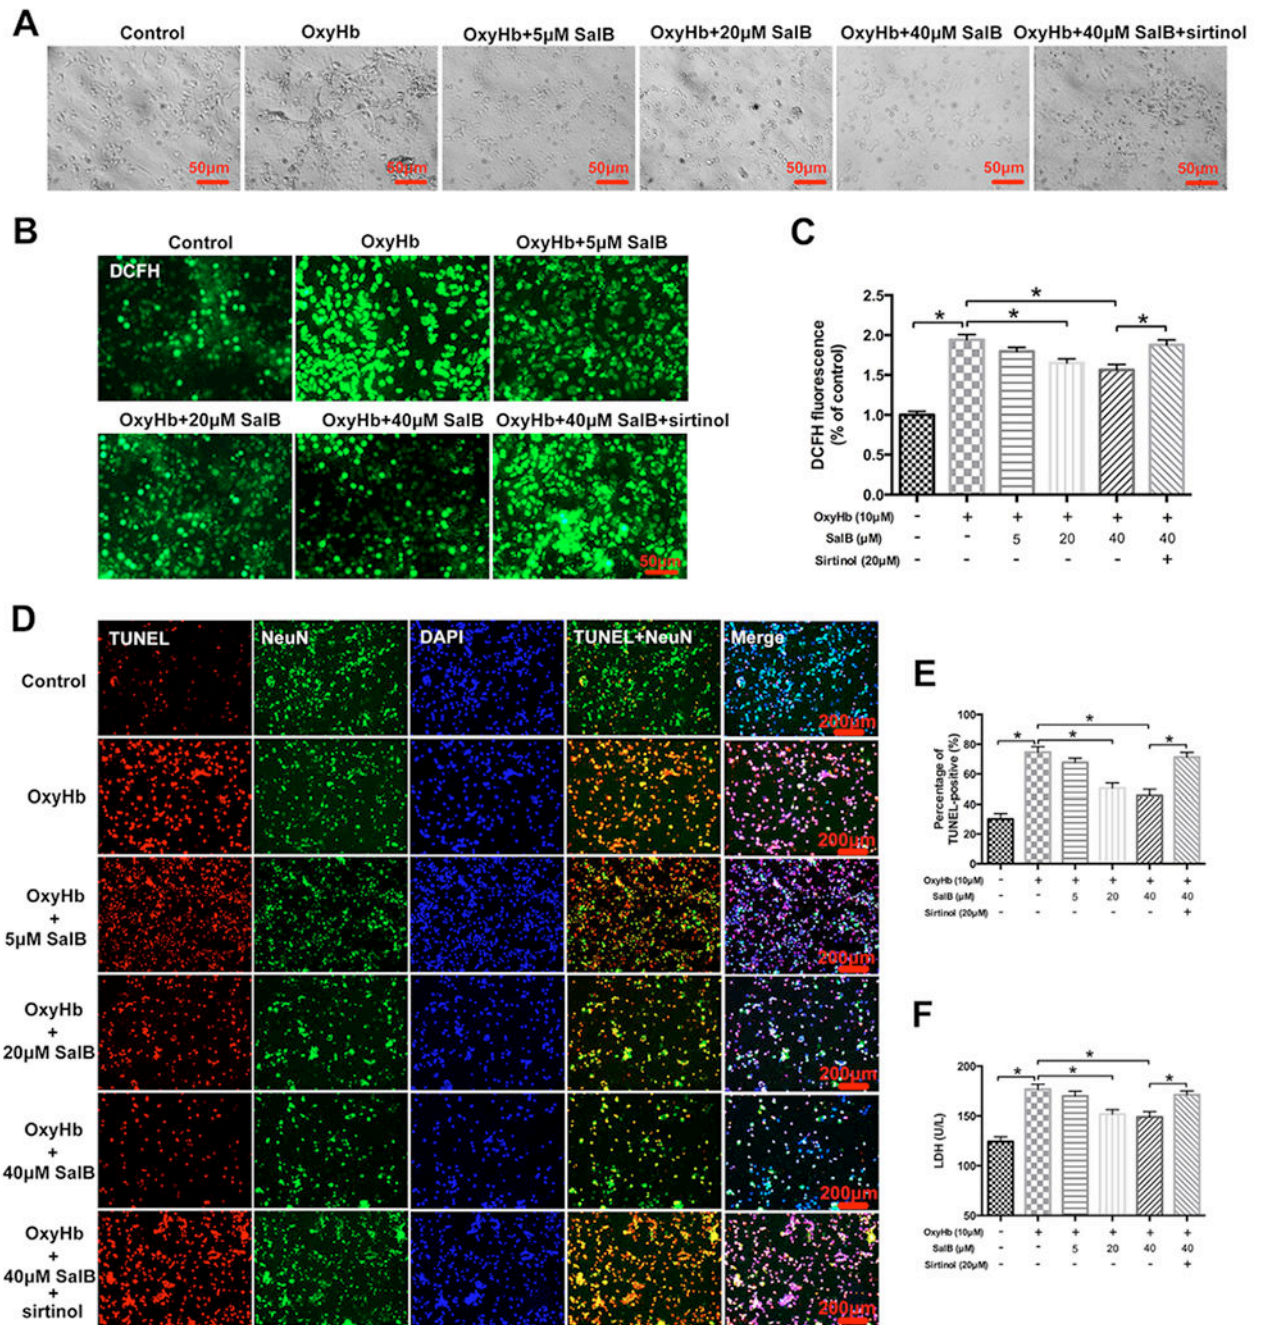 A
Control OxyHb OxyHb+5μM SalB OxyHb+20μM SalB OxyHb+40μM SalB OxyHb+40μM SalB+sirtinol
50μm 50μm 50μm 50μm 50μm 50μm
B
Control OxyHb OxyHb+5μM SalB
DCFH
OxyHb+20μM SalB OxyHb+40μM SalB OxyHb+40μM SalB+sirtinol
50μm
C
DCFH fluorescence
(% of control)
2.5
2.0
1.5
1.0
0.5
0.0
* * * *
OxyHb (10μM) - + + + + +
SalB (μM) - - 5 20 40 40
Sirtinol (20μM) - - - - - +
D
TUNEL NeuN DAPI TUNEL+NeuN Merge
Control
200μm
OxyHb
200μm
OxyHb
+
5μM SalB
200μm
OxyHb
+
20μM SalB
200μm
OxyHb
+
40μM SalB
200μm
OxyHb
+
40μM SalB
+
sirtinol
200μm
E
Percentage of
TUNEL-positive (%)
100
80
60
40
20
0
* * * *
OxyHb (10μM) - + + + + +
SalB (μM) - - 5 20 40 40
Sirtinol (20μM) - - - - - +
F
LDH (U/L)
200
150
100
50
* * * *
OxyHb (10μM) - + + + + +
SalB (μM) - - 5 20 40 40
Sirtinol (20μM) - - - - - +